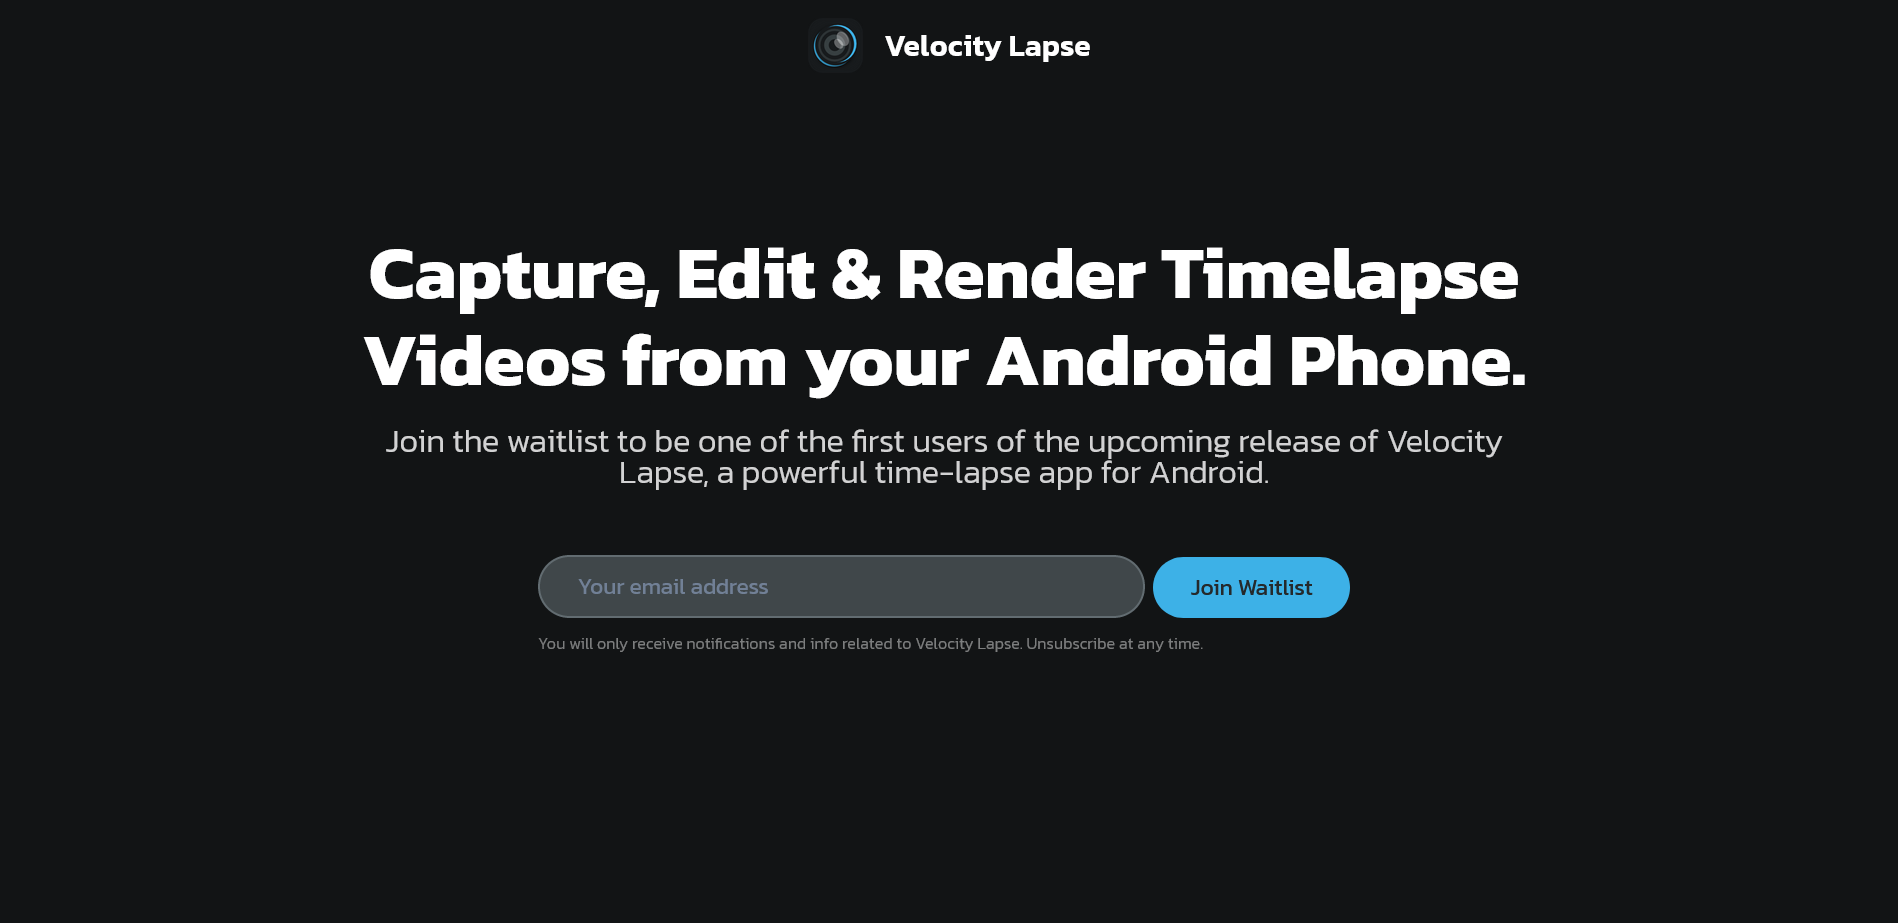 Velocity Lapse
Capture, Edit & Render Timelapse
Videos from your Android Phone.
Join the waitlist to be one of the first users of the upcoming release of Velocity
Lapse, a powerful time-lapse app for Android.
Your email address
Join Waitlist
You will only receive notifications and info related to Velocity Lapse. Unsubscribe at any time.